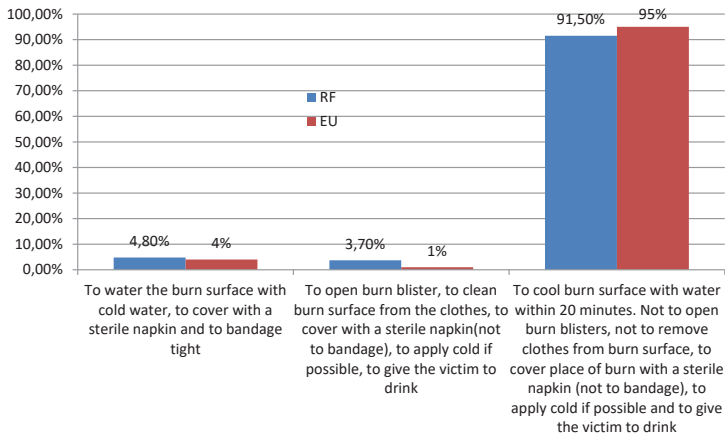 100,00%
90,00%
80,00%
70,00%
60,00%
50,00%
40,00%
30,00%
20,00%
10,00%
0,00%
4,80%
4%
3,70%
1%
91,50%
95%
RF
EU
To water the burn surface with
cold water, to cover with a
sterile napkin and to bandage
tight
To open burn blister, to clean
burn surface from the clothes, to
cover with a sterile napkin(not
to bandage), to apply cold if
possible, to give the victim to
drink
To cool burn surface with water
within 20 minutes. Not to open
burn blisters, not to remove
clothes from burn surface, to
cover place of burn with a sterile
napkin (not to bandage), to
apply cold if possible and to give
the victim to drink